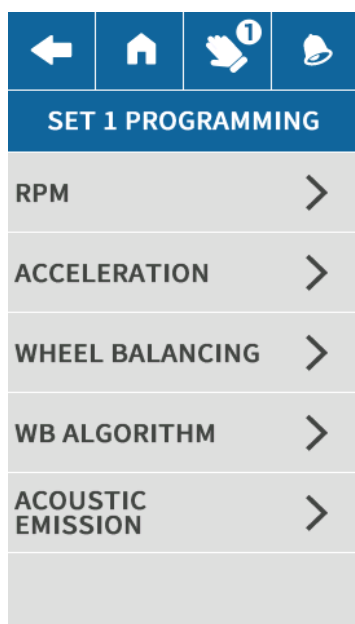 1
SET 1 PROGRAMMING
RPM
ACCELERATION
WHEEL BALANCING
WB ALGORITHM
ACOUSTIC
EMISSION